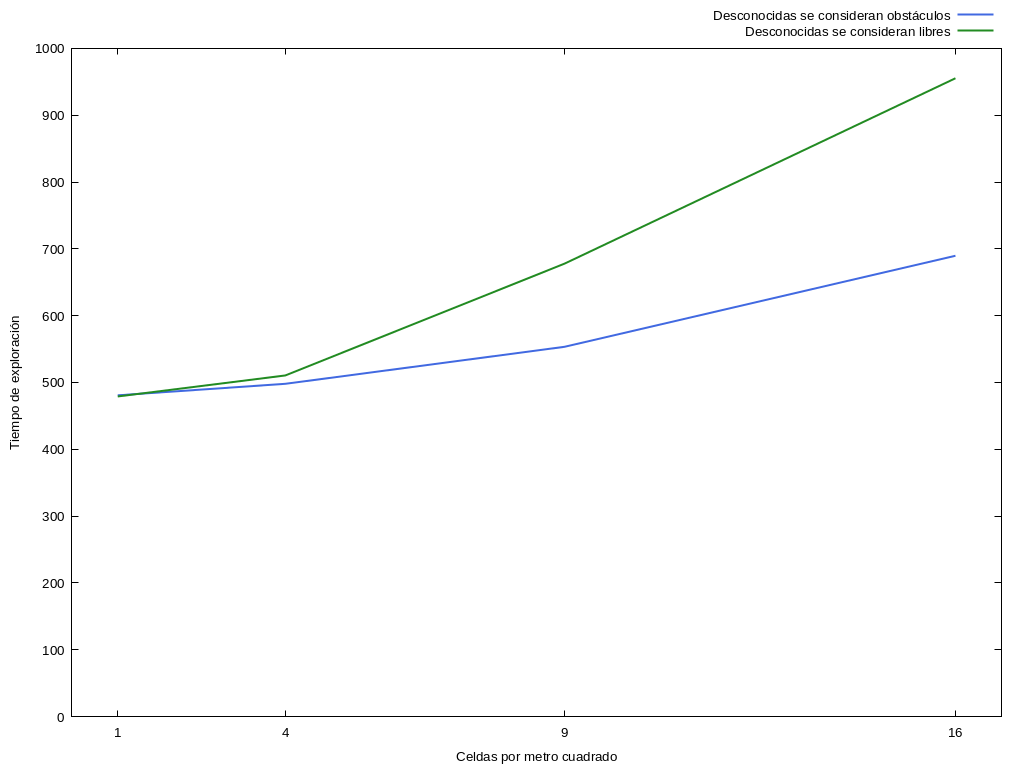 Desconocidas se consideran obstáculos
Desconocidas se consideran libres
1000
900
800
700
600
500
400
300
200
100
0
Tiempo de exploración
1 4 9 16
Celdas por metro cuadrado